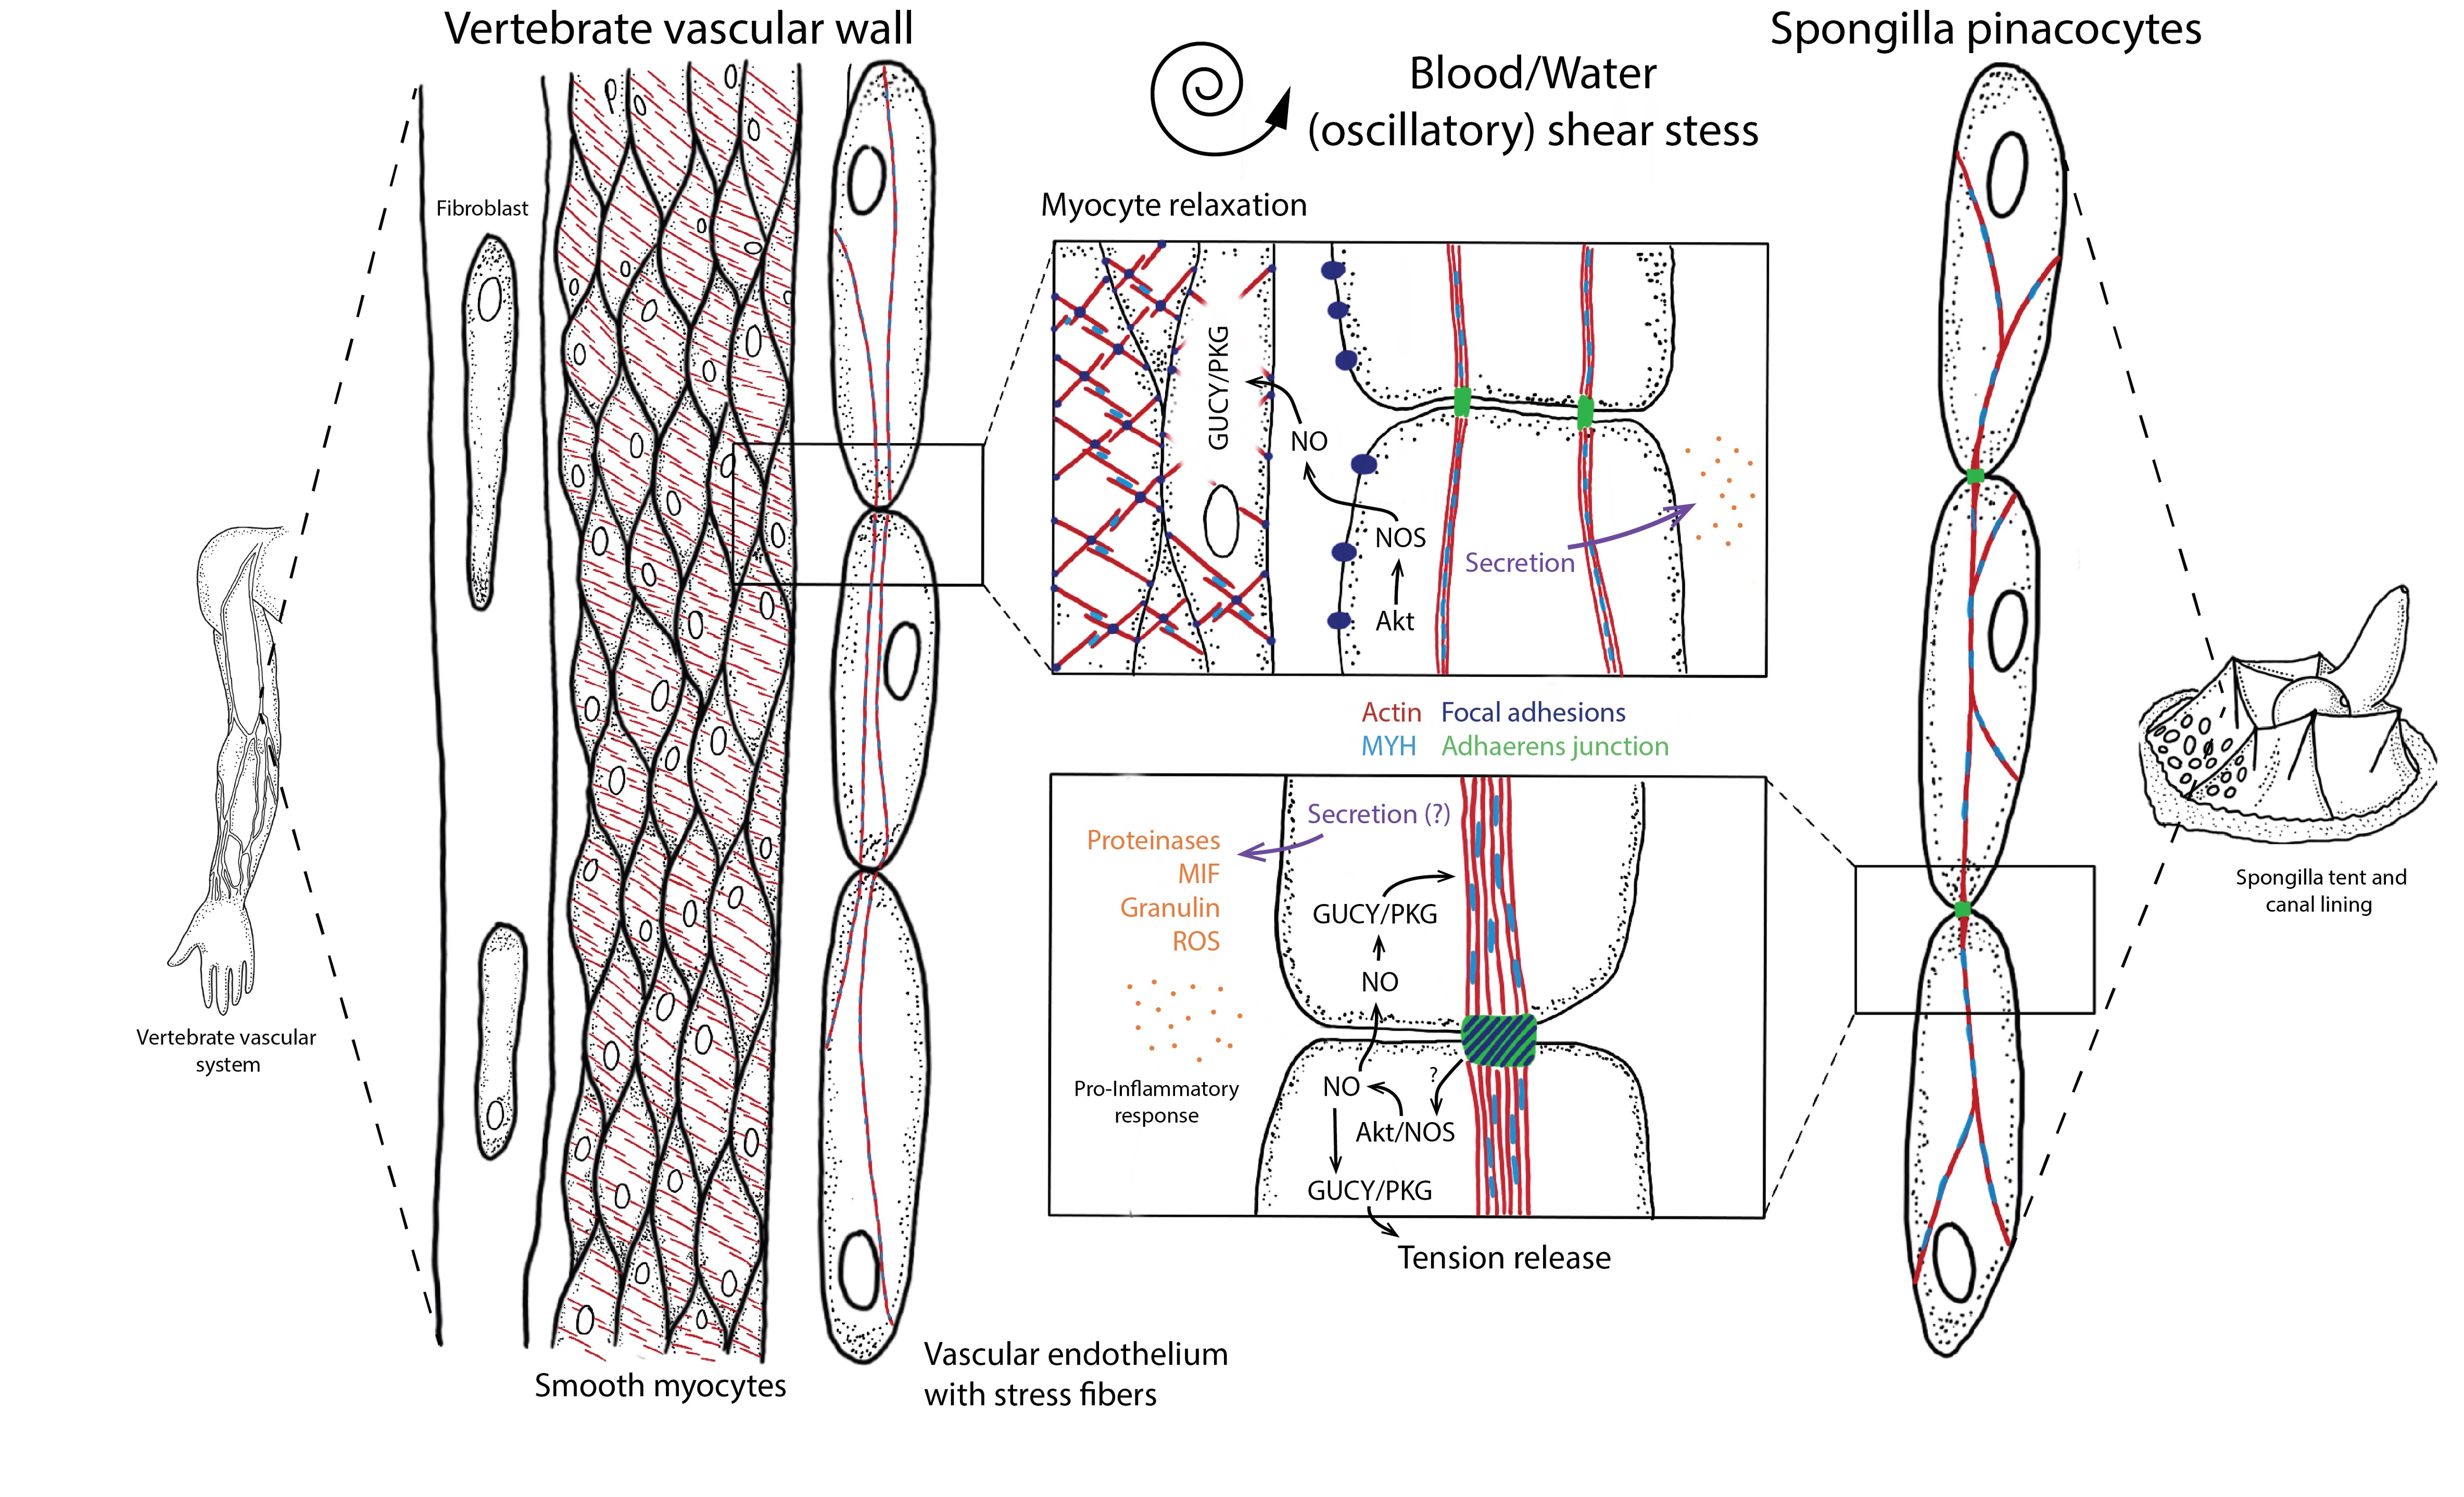 Vertebrate vascular wall
Spongilla pinacocytes
Blood/Water
(oscillatory) shear stess
Fibroblast
Myocyte relaxation
GUCY/PKG
NO
NOS
Akt
Secretion
Actin Focal adhesions
MYH Adhaerens junction
Secretion (?)
Proteinases
MIF
Granulin
ROS
GUCY/PKG
NO
Pro-Inflammatory
response
NO
?
Akt/NOS
GUCY/PKG
Tension release
Vertebrate vascular
system
Spongilla tent and
canal lining
Smooth myocytes
Vascular endothelium
with stress fibers